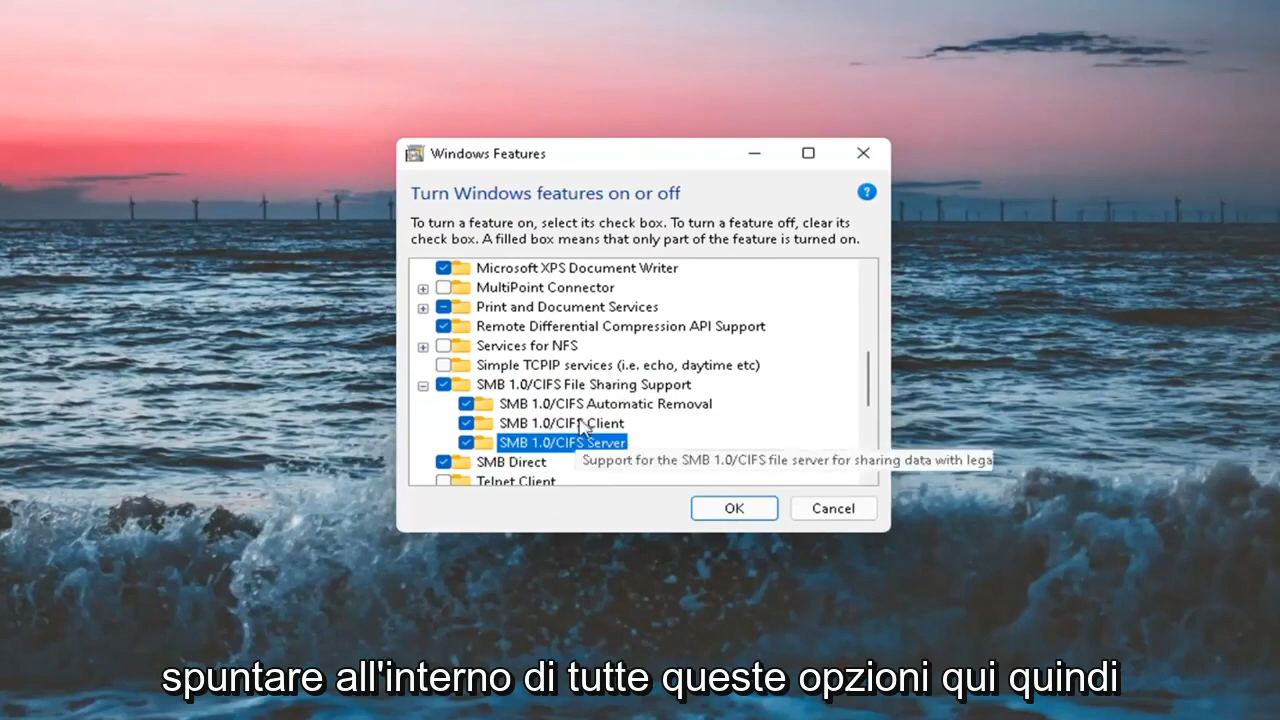 Windows Features
Turn Windows features on or off
?
To turn a feature on, select its check box. To turn a feature off, clear its
check box. A filled box means that only part of the feature is turned on.
Microsoft XPS Document Writer
MultiPoint Connector
Print and Document Services
Remote Differential Compression API Support
Services for NFS
Simple TCPIP services (i.e. echo, daytime etc)
SMB 1.0/CIFS File Sharing Support
SMB 1.0/CIFS Automatic Removal
SMB 1.0/CIFS Client
SMB 1.0/CIFS Server
SMB Direct
Support for the SMB 1.0/CIFS file server for sharing data with lega
Telnet Client
OK
Cancel
spuntare all'interno di tutte queste opzioni qui quindi